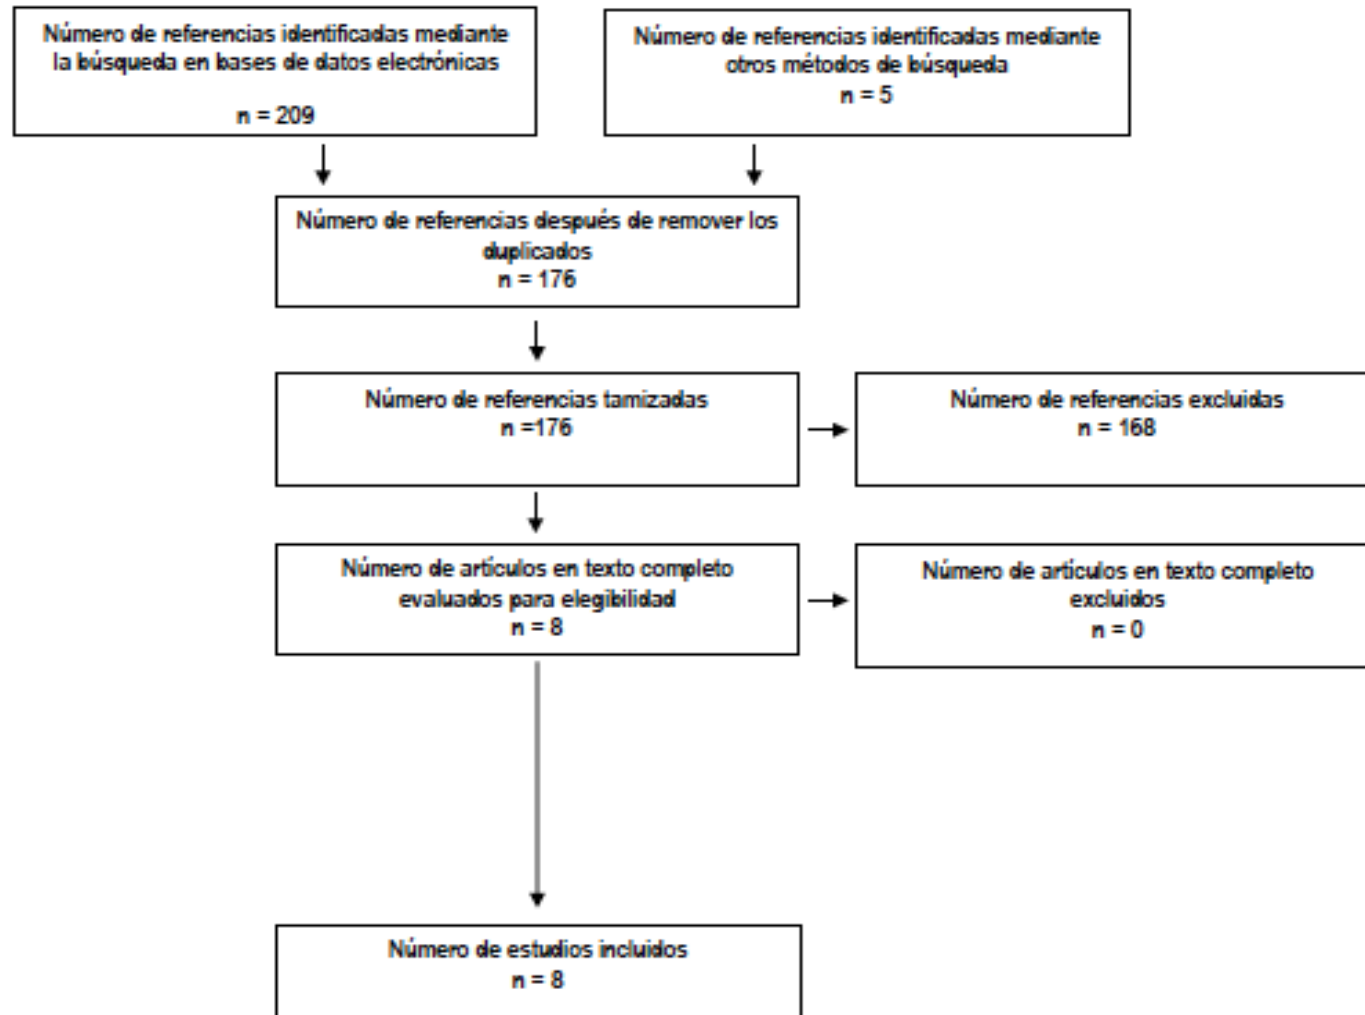 Número de referencias identificadas mediante
la búsqueda en bases de datos electrónicas
n = 209
Número de referencias identificadas mediante
otros métodos de búsqueda
n = 5
Número de referencias después de remover los
duplicados
n = 176
Número de referencias tamizadas
n =176
Número de referencias excluidas
n = 168
Número de artículos en texto completo
evaluados para elegibilidad
n = 8
Número de artículos en texto completo
excluidos
n = 0
Número de estudios incluidos
n = 8